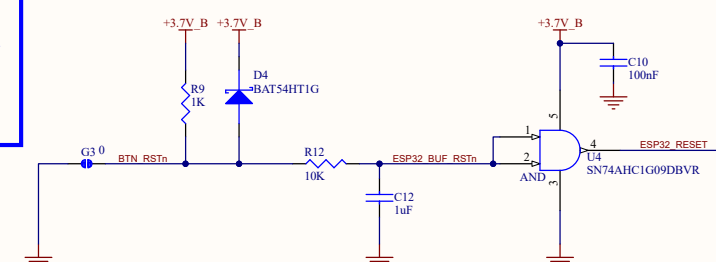 +3.7V_B
+3.7V_B
+3.7V_B
R9
1K
D4
BAT54HT1G
C10
100nF
G3
0
BTN_RSTn
R12
10K
ESP32_BUF_RSTn
C12
1uF
1
2
5
3
4
AND
U4
SN74AHC1G09DBVR
ESP32_RESET